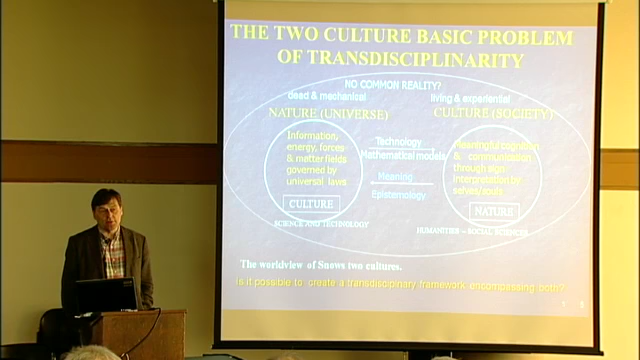 THE TWO CULTURE BASIC PROBLEM
OF TRANSDISCIPLINARITY
NO COMMON REALITY?
dead & mechanical
living & experiential
NATURE (UNIVERSE)
CULTURE (SOCIETY)
Information,
energy, forces
& matter fields
governed by
universal laws
CULTURE
SCIENCE AND TECHNOLOGY
Technology
Mathematical models
Meaning
Epistemology
Meaningful cognition
& communication
through sign
interpretation by
selves/souls.
NATURE
HUMANITIES – SOCIAL SCIENCES
The worldview of Snows two cultures.
Is it possible to create a transdisciplinary framework encompassing both?